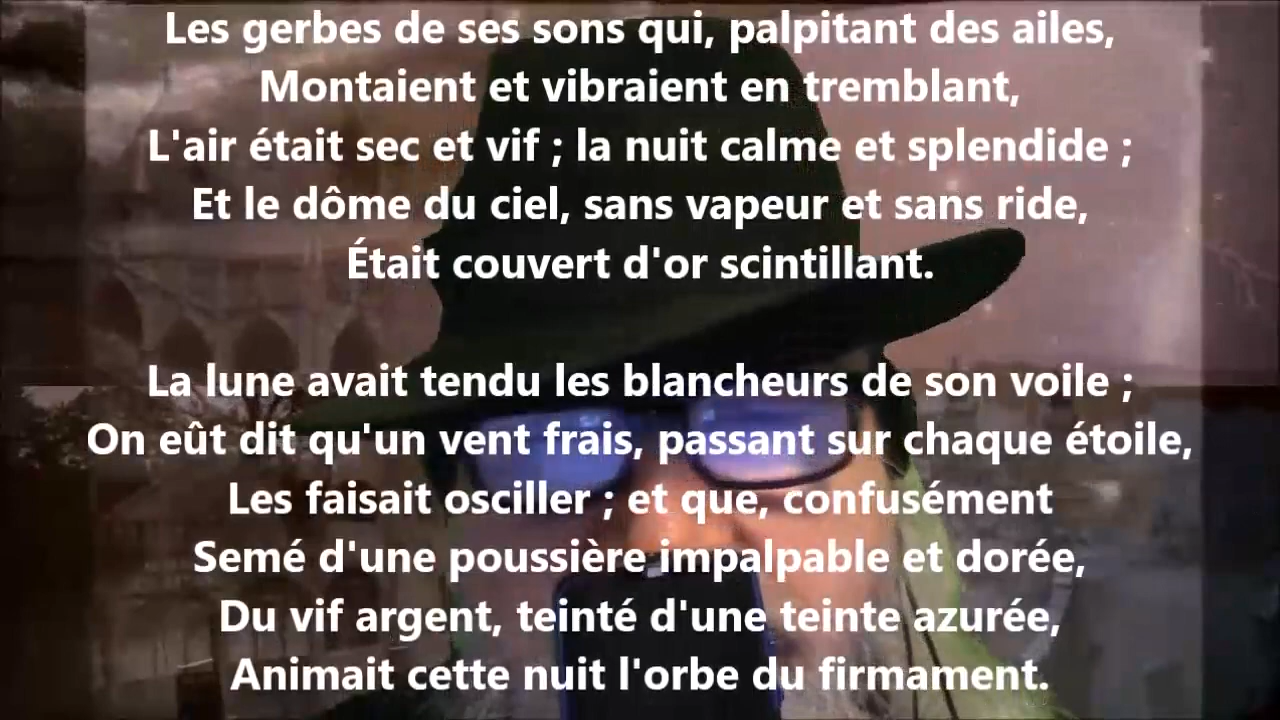 Les gerbes de ses sons qui, palpitant des ailes,
Montaient et vibraient en tremblant,
L'air était sec et vif ; la nuit calme et splendide ;
Et le dôme du ciel, sans vapeur et sans ride,
Était couvert d'or scintillant.
La lune avait tendu les blancheurs de son voile ;
On eût dit qu'un vent frais, passant sur chaque étoile,
Les faisait osciller ; et que, confusément
Semé d'une poussière impalpable et dorée,
Du vif argent, teinté d'une teinte azurée,
Animait cette nuit l'orbe du firmament.